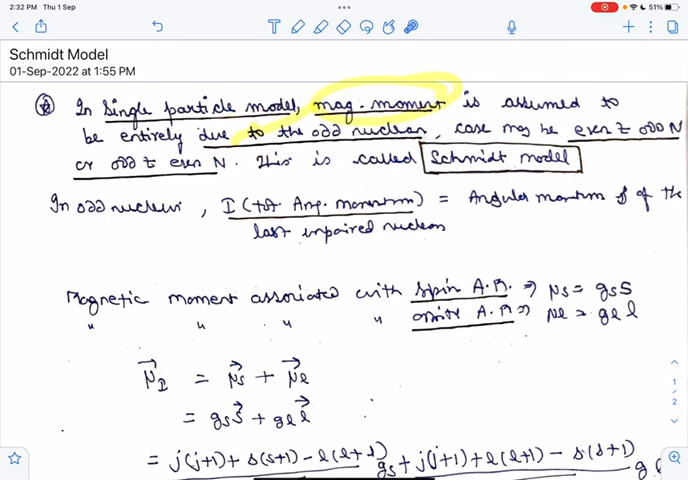 2:32 PM Thu 1 Sep
51%
Schmidt Model
01-Sep-2022 at 1:55 PM
In Single particle model, mag. moment is assumed to
be entirely due to the odd nucleon, case may be even Z odd N
or odd Z even N. This is called Schmidt model
In odd nucleus, I (tot. Ang. momentum) = Angular momentum J of the
last unpaired nucleon
Magnetic moment associated with spin A.M. ⇒ μs = gsS
" " " " orbital A.M ⇒ μl = gl l
μI = μs + μl
= gs s + gl l
= j(j+1) + s(s+1) - l(l+1) gs + j(j+1) + l(l+1) - s(s+1) g l
1
2